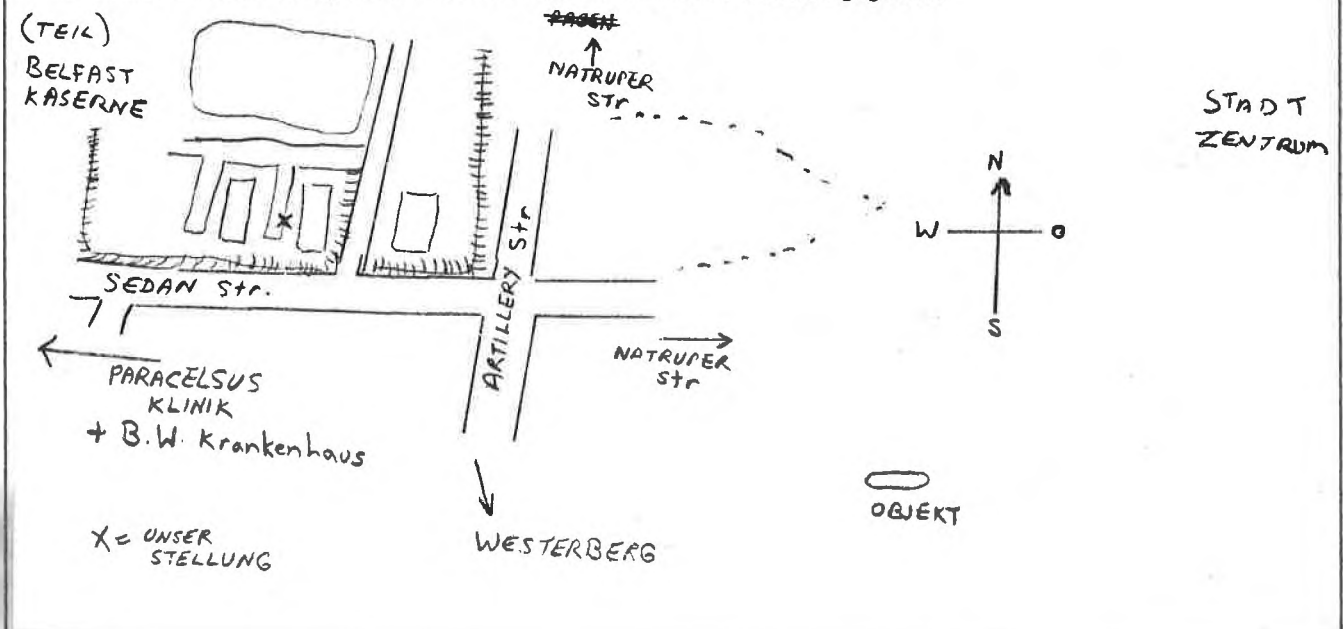 (TEIL)
BELFAST
KASERNE
NATRUPER
Str
STADT
ZENTRUM
N
W
O
S
SEDAN Str.
ARTILLERY Str
NATRUPER
Str
PARACELSUS
KLINIK
+ B.W. Krankenhaus
OBJEKT
X = UNSER
STELLUNG
WESTERBERG